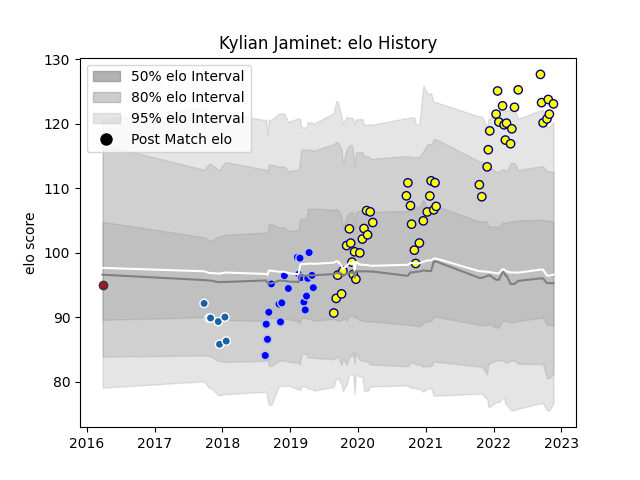 Kylian Jaminet: elo History
50% elo Interval
80% elo Interval
95% elo Interval
Post Match elo
elo score
130
120
110
100
90
80
2016 2017 2018 2019 2020 2021 2022 2023